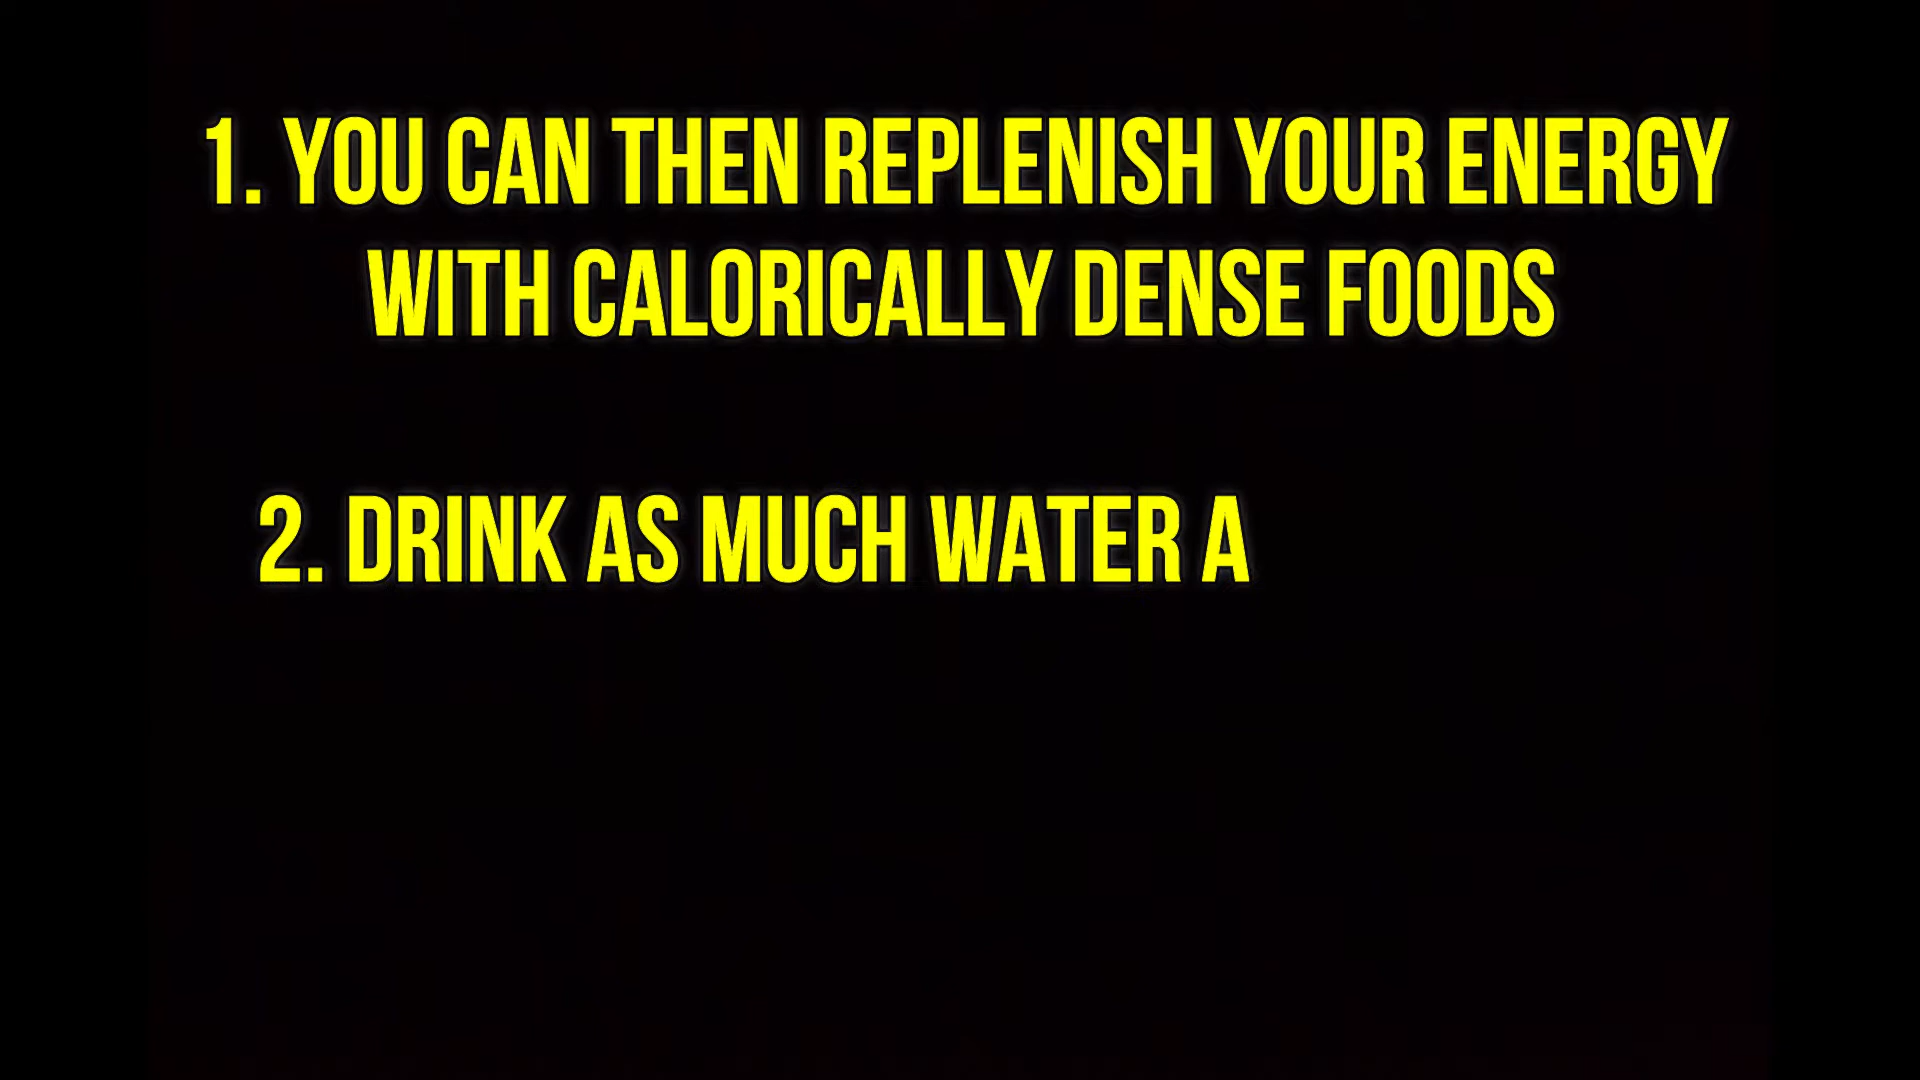 1. YOU CAN THEN REPLENISH YOUR ENERGY
WITH CALORICALLY DENSE FOODS
2. DRINK AS MUCH WATER A